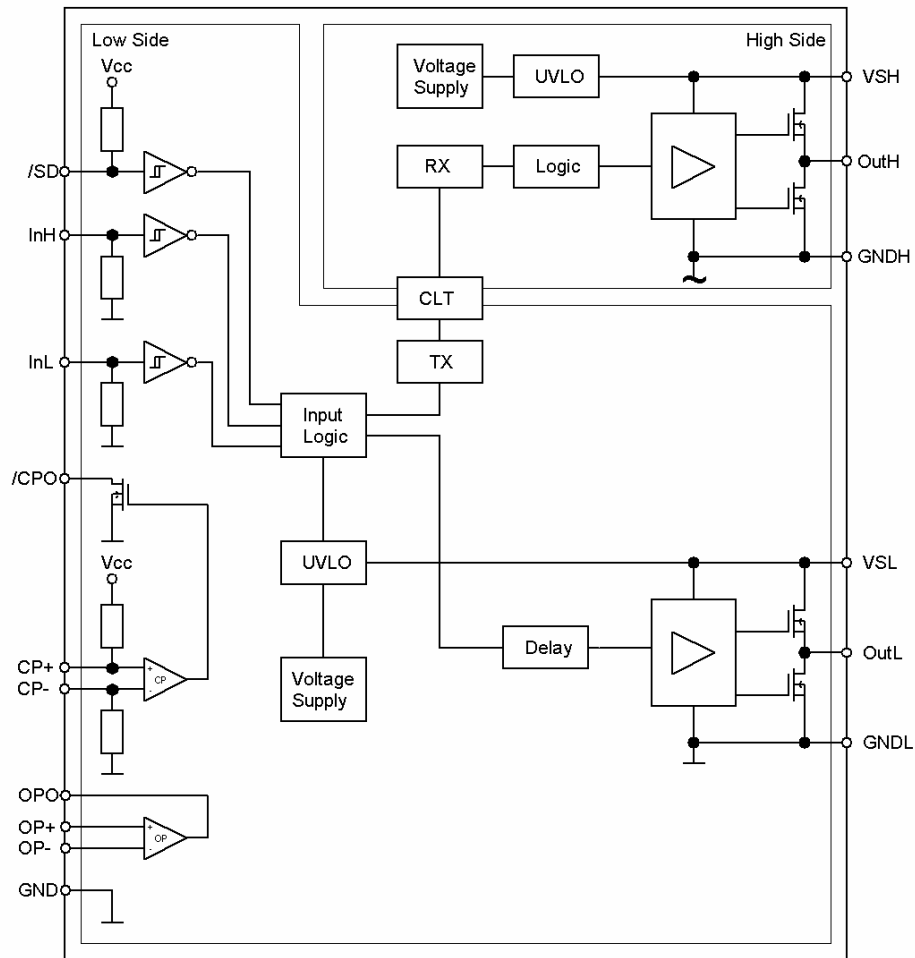 Low Side
High Side
Vcc
Voltage
Supply
UVLO
VSH
/SD
RX
Logic
OutH
InH
GNDH
CLT
InL
TX
Input
Logic
/CPO
Vcc
UVLO
VSL
Delay
OutL
CP+
+
CP
CP-
-
Voltage
Supply
GNDL
OPO
OP+
+
OP
OP-
-
GND